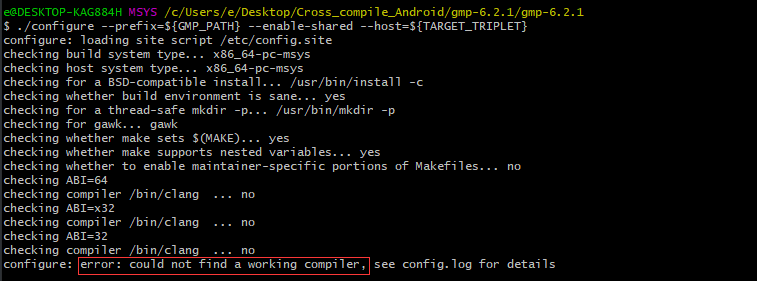 e@DESKTOP-KAG884H MSYS /c/Users/e/Desktop/Cross_compile_Android/gmp-6.2.1/gmp-6.2.1
$ ./configure --prefix=${GMP_PATH} --enable-shared --host=${TARGET_TRIPLET}
configure: loading site script /etc/config.site
checking build system type... x86_64-pc-msys
checking host system type... x86_64-pc-msys
checking for a BSD-compatible install... /usr/bin/install -c
checking whether build environment is sane... yes
checking for a thread-safe mkdir -p... /usr/bin/mkdir -p
checking for gawk... gawk
checking whether make sets $(MAKE)... yes
checking whether make supports nested variables... yes
checking whether to enable maintainer-specific portions of Makefiles... no
checking ABI=64
checking compiler /bin/clang  ... no
checking ABI=x32
checking compiler /bin/clang  ... no
checking ABI=32
checking compiler /bin/clang  ... no
configure: error: could not find a working compiler, see config.log for details